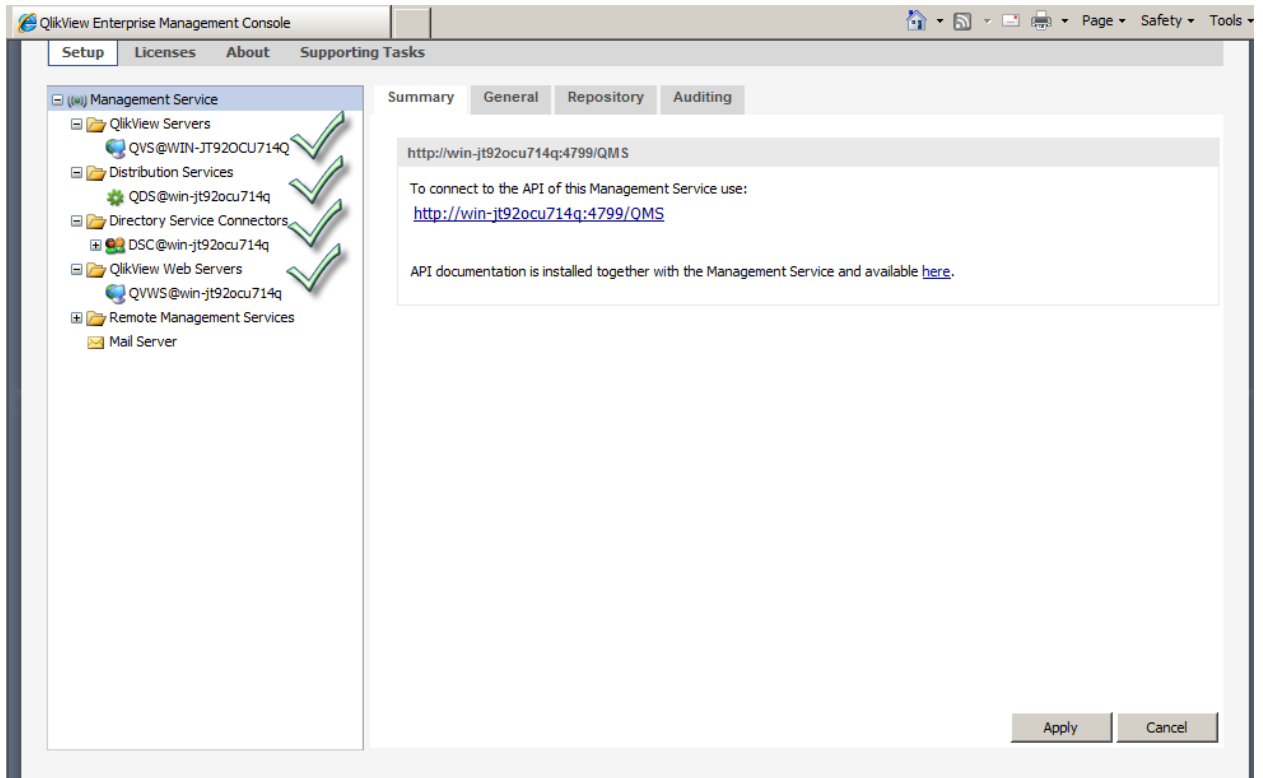 QlikView Enterprise Management Console
Page Safety Tools
Setup Licenses About Supporting Tasks
Management Service
QlikView Servers
QVS@WIN-JT92OCU714Q
Distribution Services
QDS@win-jt92ocu714q
Directory Service Connectors
DSC@win-jt92ocu714q
QlikView Web Servers
QVWS@win-jt92ocu714q
Remote Management Services
Mail Server
Summary General Repository Auditing
http://win-jt92ocu714q:4799/QMS
To connect to the API of this Management Service use:
http://win-jt92ocu714q:4799/QMS
API documentation is installed together with the Management Service and available here.
Apply Cancel